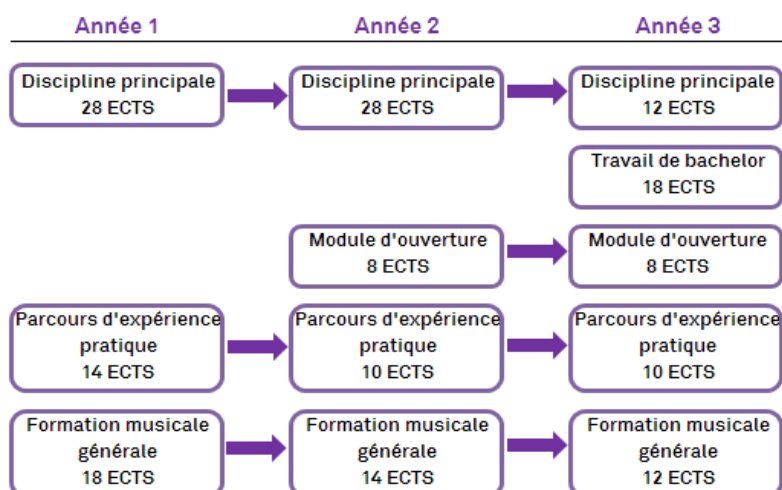 Année 1
Année 2
Année 3
Discipline principale
28 ECTS
Discipline principale
28 ECTS
Discipline principale
12 ECTS
Travail de bachelor
18 ECTS
Module d'ouverture
8 ECTS
Module d'ouverture
8 ECTS
Parcours d'expérience
pratique
14 ECTS
Parcours d'expérience
pratique
10 ECTS
Parcours d'expérience
pratique
10 ECTS
Formation musicale
générale
18 ECTS
Formation musicale
générale
14 ECTS
Formation musicale
générale
12 ECTS